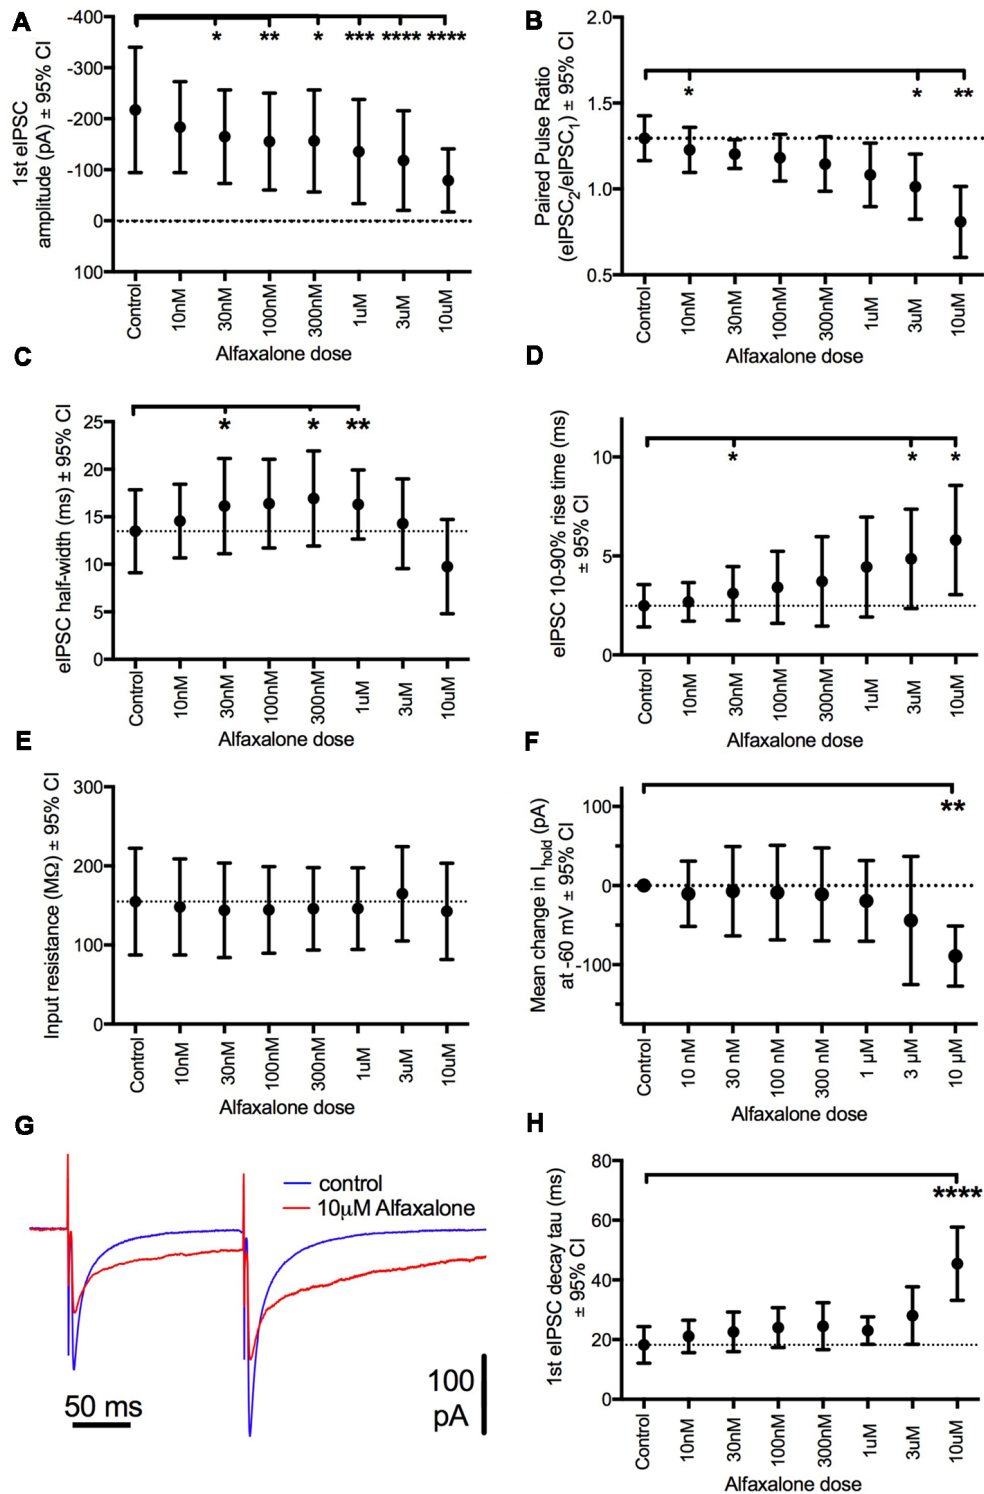 A
-400
-300
-200
-100
0
100
1st eIPSC
amplitude (pA) ± 95% CI
* ** * *** **** ****
Control 10nM 30nM 100nM 300nM 1uM 3uM 10uM
Alfaxalone dose
B
2.0
1.5
1.0
0.5
Paired Pulse Ratio
(eIPSC2/eIPSC1) ± 95% CI
* * **
Control 10nM 30nM 100nM 300nM 1uM 3uM 10uM
Alfaxalone dose
C
25
20
15
10
5
0
eIPSC half-width (ms) ± 95% CI
* * **
Control 10nM 30nM 100nM 300nM 1uM 3uM 10uM
Alfaxalone dose
D
10
5
0
eIPSC 10-90% rise time (ms)
± 95% CI
* * *
Control 10nM 30nM 100nM 300nM 1uM 3uM 10uM
Alfaxalone dose
E
300
200
100
0
Input resistance (MΩ) ± 95% CI
Control 10nM 30nM 100nM 300nM 1uM 3uM 10uM
Alfaxalone dose
F
100
0
-100
Mean change in Ihold (pA)
at -60 mV ± 95% CI
**
Control 10 nM 30 nM 100 nM 300 nM 1 μM 3 μM 10 μM
Alfaxalone dose
G
control
10μM Alfaxalone
50 ms
100
pA
H
80
60
40
20
0
1st eIPSC decay tau (ms)
± 95% CI
****
Control 10nM 30nM 100nM 300nM 1uM 3uM 10uM
Alfaxalone dose